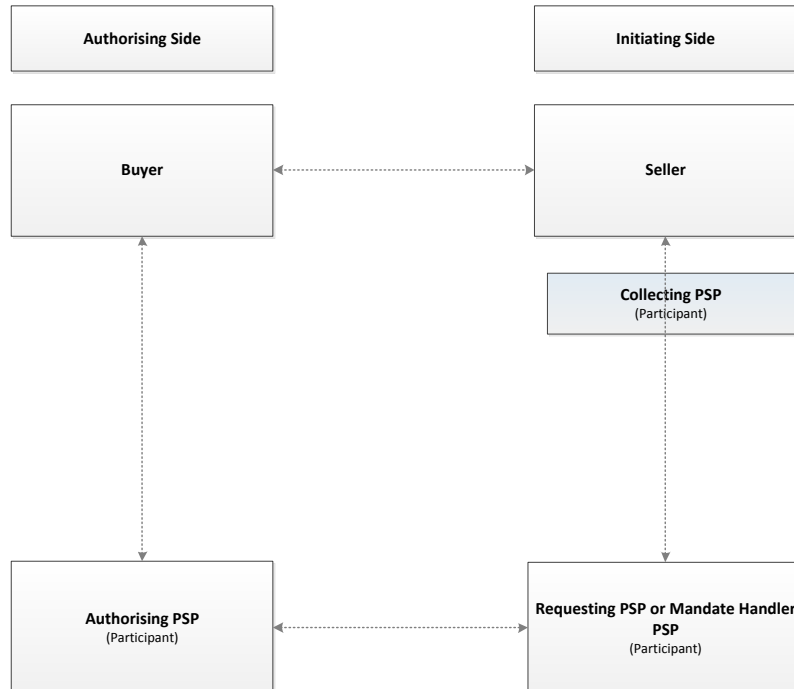 Authorising Side
Initiating Side
Buyer
Seller
Collecting PSP
(Participant)
Authorising PSP
(Participant)
Requesting PSP or Mandate Handler
PSP
(Participant)